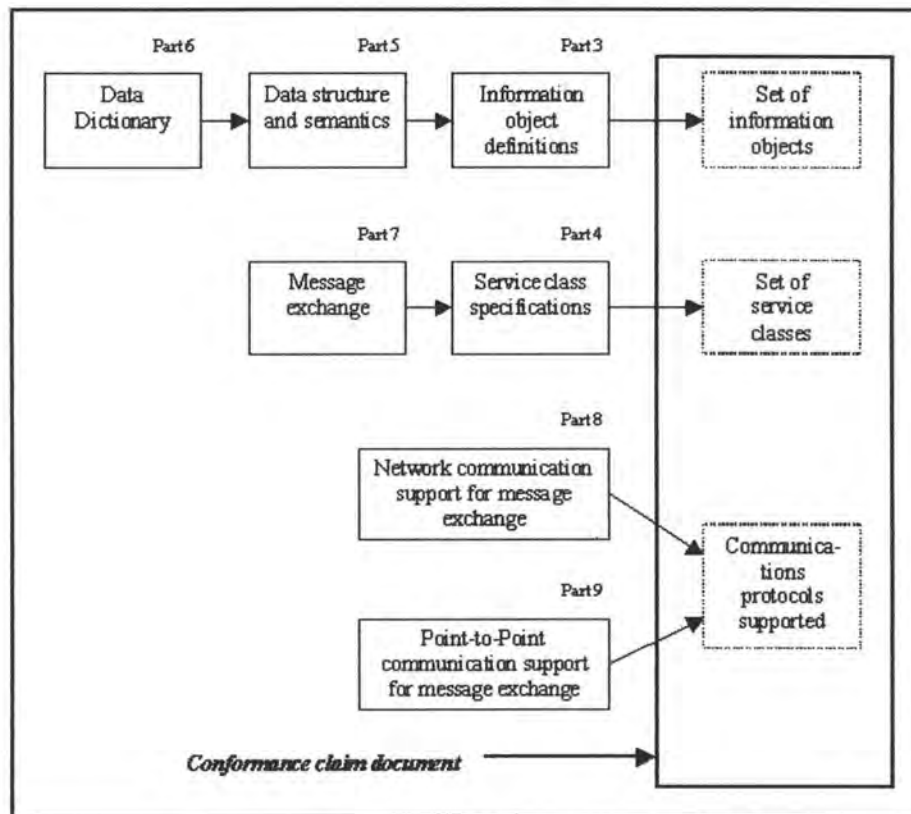 Part6
Part5
Part3
Data
Dictionary
Data structure
and semantics
Information
object
definitions
Set of
information
objects
Part7
Part4
Message
exchange
Service class
specifications
Set of
service
classes
Part8
Network communication
support for message
exchange
Communica-
tions
protocols
supported
Part9
Point-to-Point
communication support
for message exchange
Conformance claim document